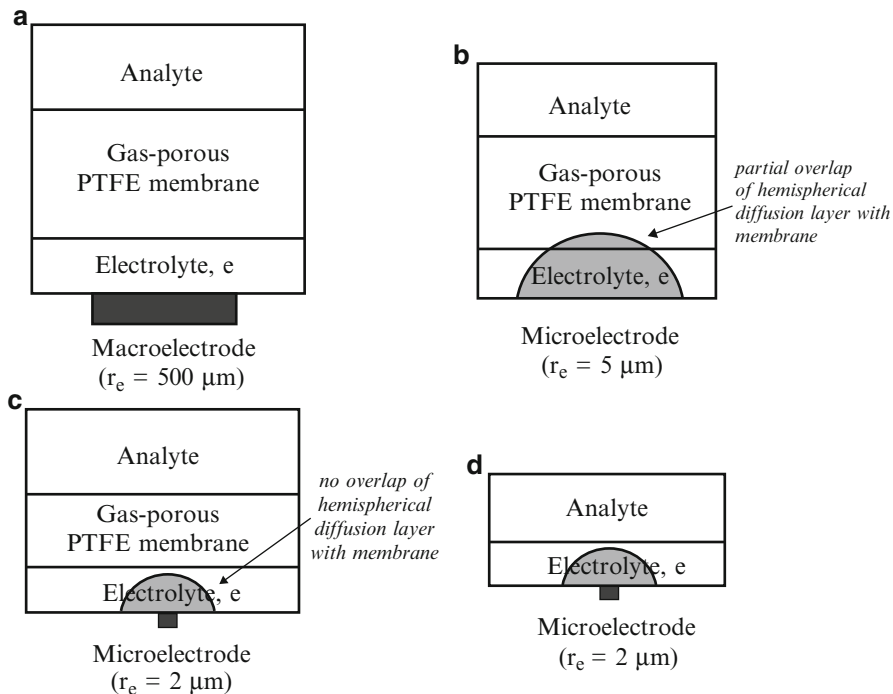 a
Analyte
Gas-porous
PTFE membrane
Electrolyte, e
Macroelectrode
(re = 500 μm)
b
Analyte
Gas-porous
PTFE membrane
Electrolyte, e
partial overlap
of hemispherical
diffusion layer with
membrane
Microelectrode
(re = 5 μm)
c
Analyte
Gas-porous
PTFE membrane
Electrolyte, e
no overlap of
hemispherical
diffusion layer
with membrane
Microelectrode
(re = 2 μm)
d
Analyte
Electrolyte, e
Microelectrode
(re = 2 μm)